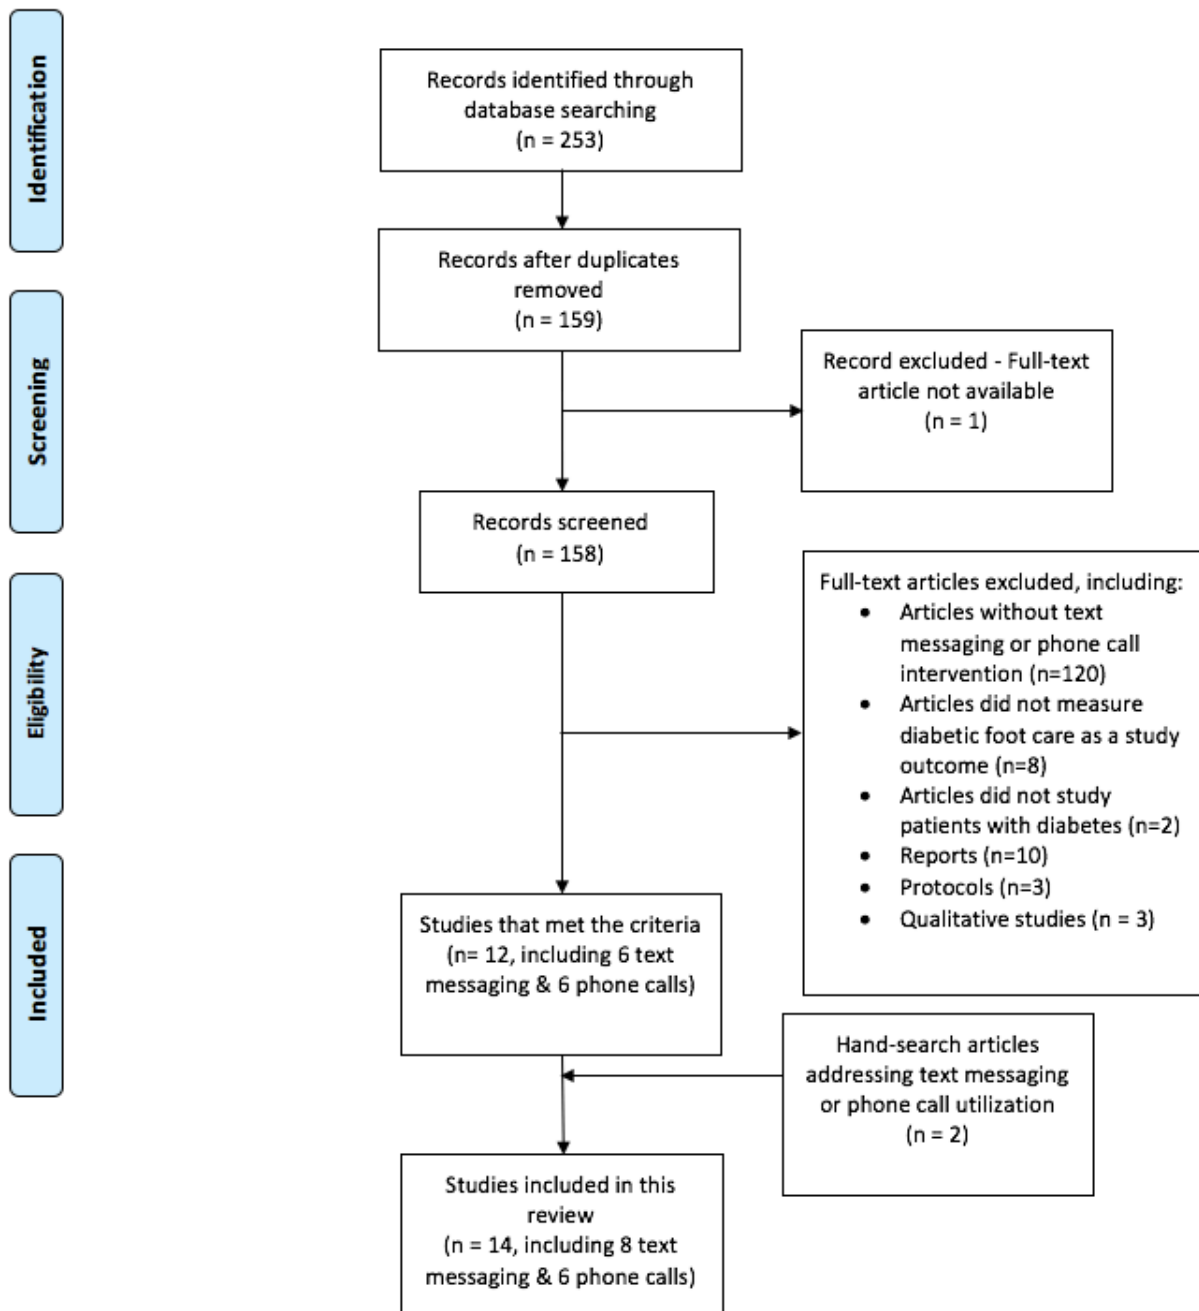 Identification
Records identified through
database searching
(n = 253)
Records after duplicates
removed
(n = 159)
Screening
Record excluded - Full-text
article not available
(n = 1)
Records screened
(n = 158)
Eligibility
Full-text articles excluded, including:
• Articles without text
messaging or phone call
intervention (n=120)
• Articles did not measure
diabetic foot care as a study
outcome (n=8)
• Articles did not study
patients with diabetes (n=2)
• Reports (n=10)
• Protocols (n=3)
• Qualitative studies (n = 3)
Included
Studies that met the criteria
(n= 12, including 6 text
messaging & 6 phone calls)
Hand-search articles
addressing text messaging
or phone call utilization
(n = 2)
Studies included in this
review
(n = 14, including 8 text
messaging & 6 phone calls)